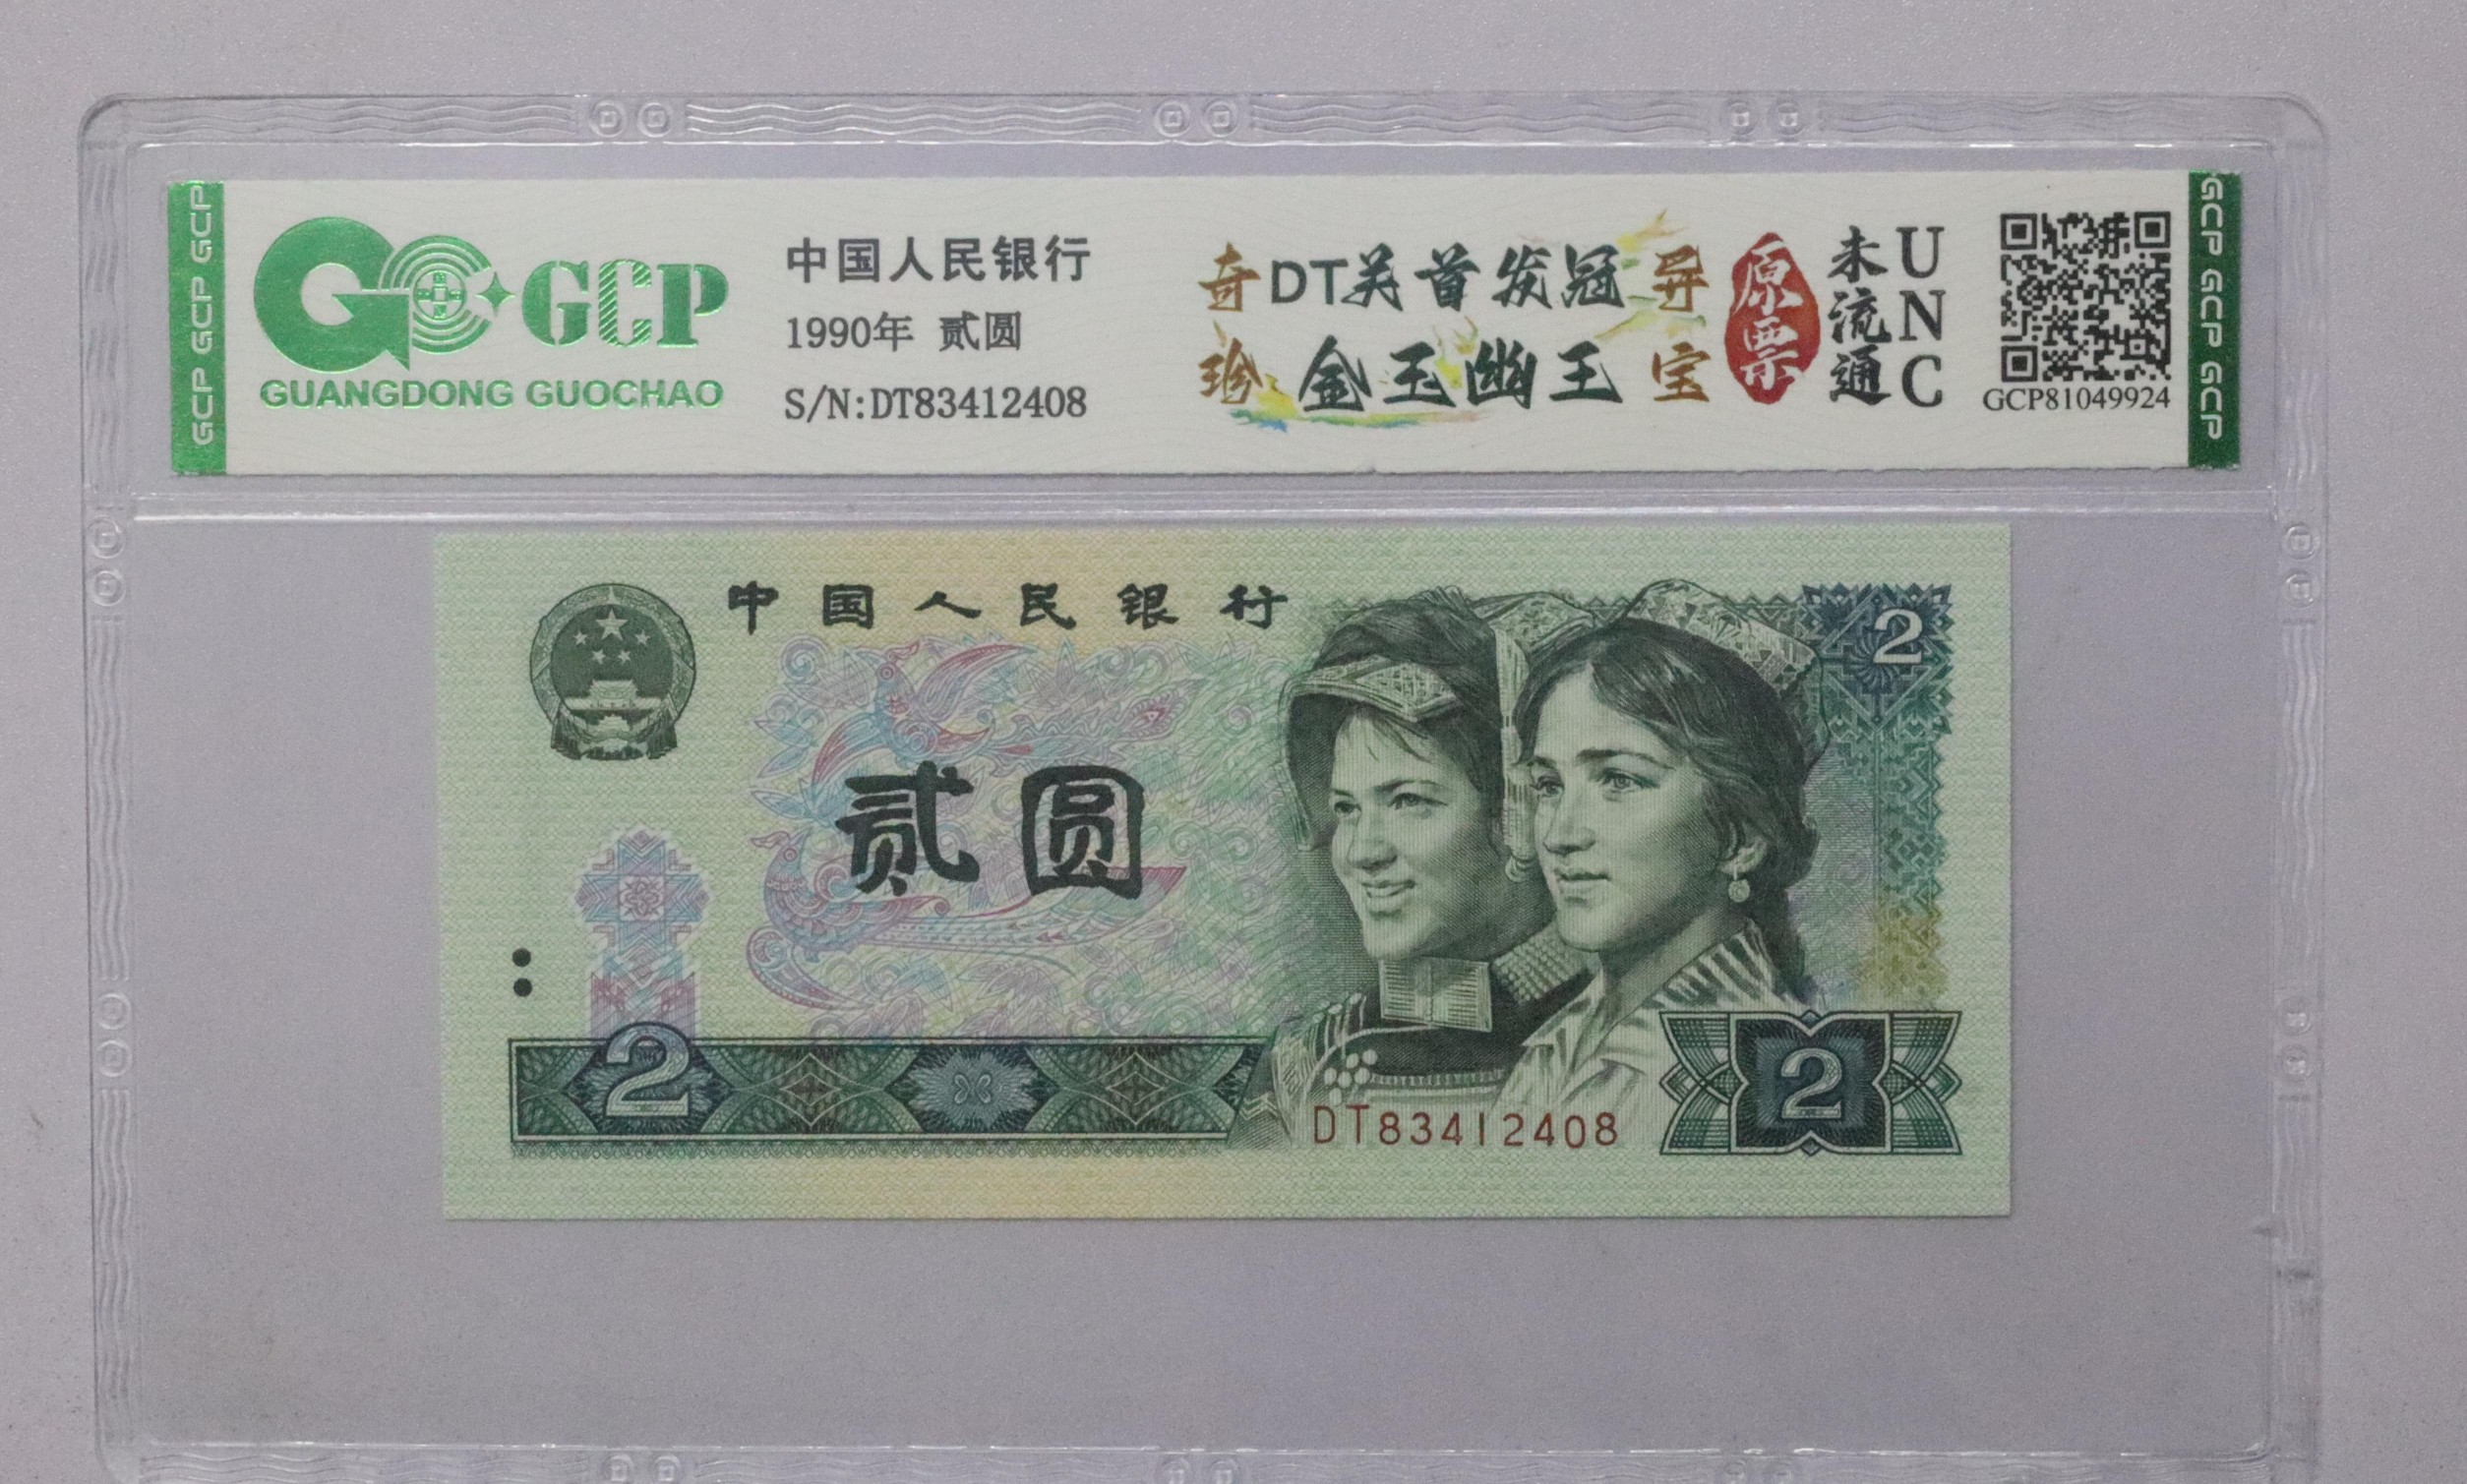 GCP GCP GCP
GCP
GUANGDONG GUOCHAO
中国人民银行
1990年 贰圆
S/N:DT83412408
奇 DT关首发冠 异
珍 金玉幽王 宝
原票
未流通
UNC
GCP81049924
GCP GCP GCP
中国人民银行
2
贰圆
2
DT83412408
2